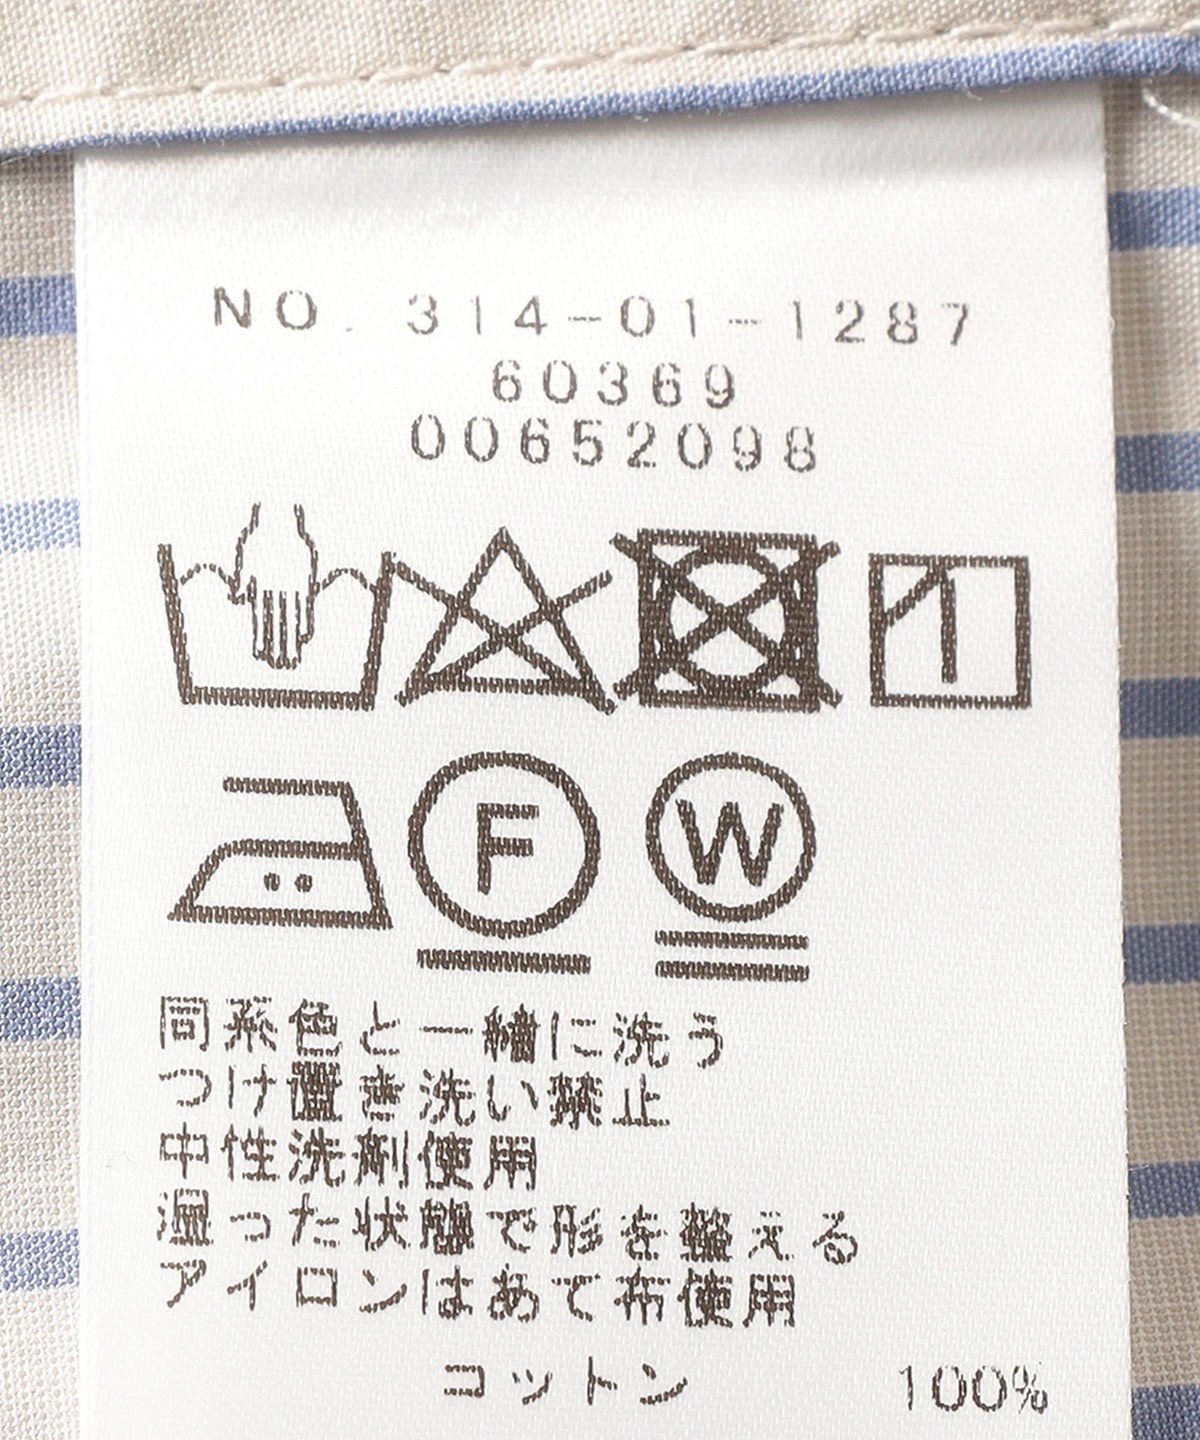 NO. 314-01-1287
60369
00652098
F W
同系色と一緒に洗う
つけ置き洗い禁止
中性洗剤使用
湿った状態で形を整える
アイロンはあて布使用
コットン 100%